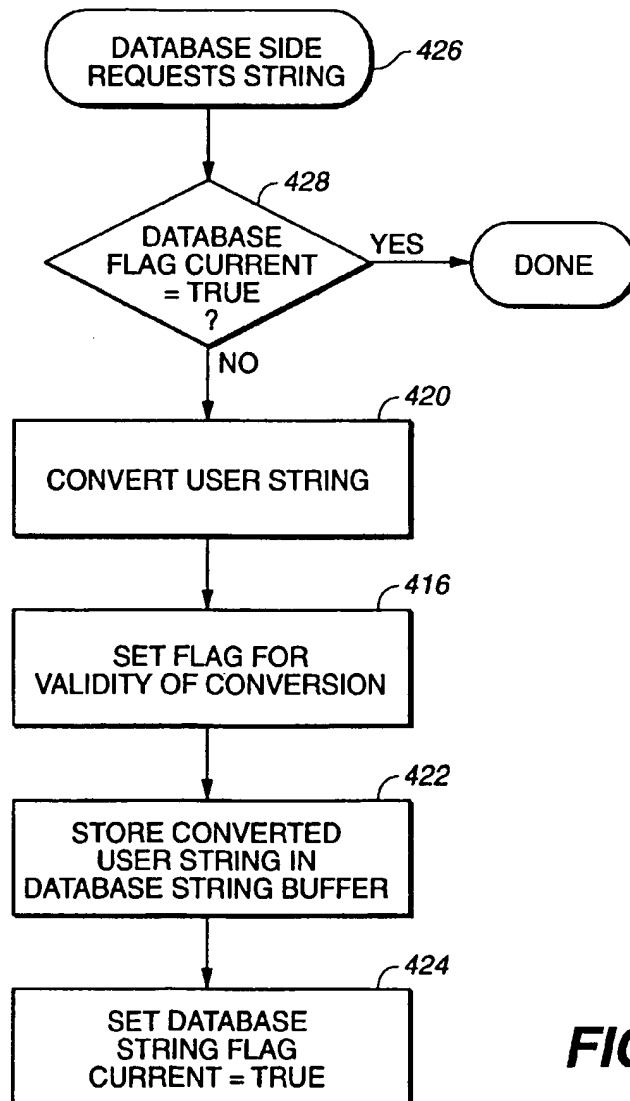 DATABASE SIDE
REQUESTS STRING
426
428
DATABASE
FLAG CURRENT
= TRUE
?
YES
DONE
NO
420
CONVERT USER STRING
416
SET FLAG FOR
VALIDITY OF CONVERSION
422
STORE CONVERTED
USER STRING IN
DATABASE STRING BUFFER
424
SET DATABASE
STRING FLAG
CURRENT = TRUE